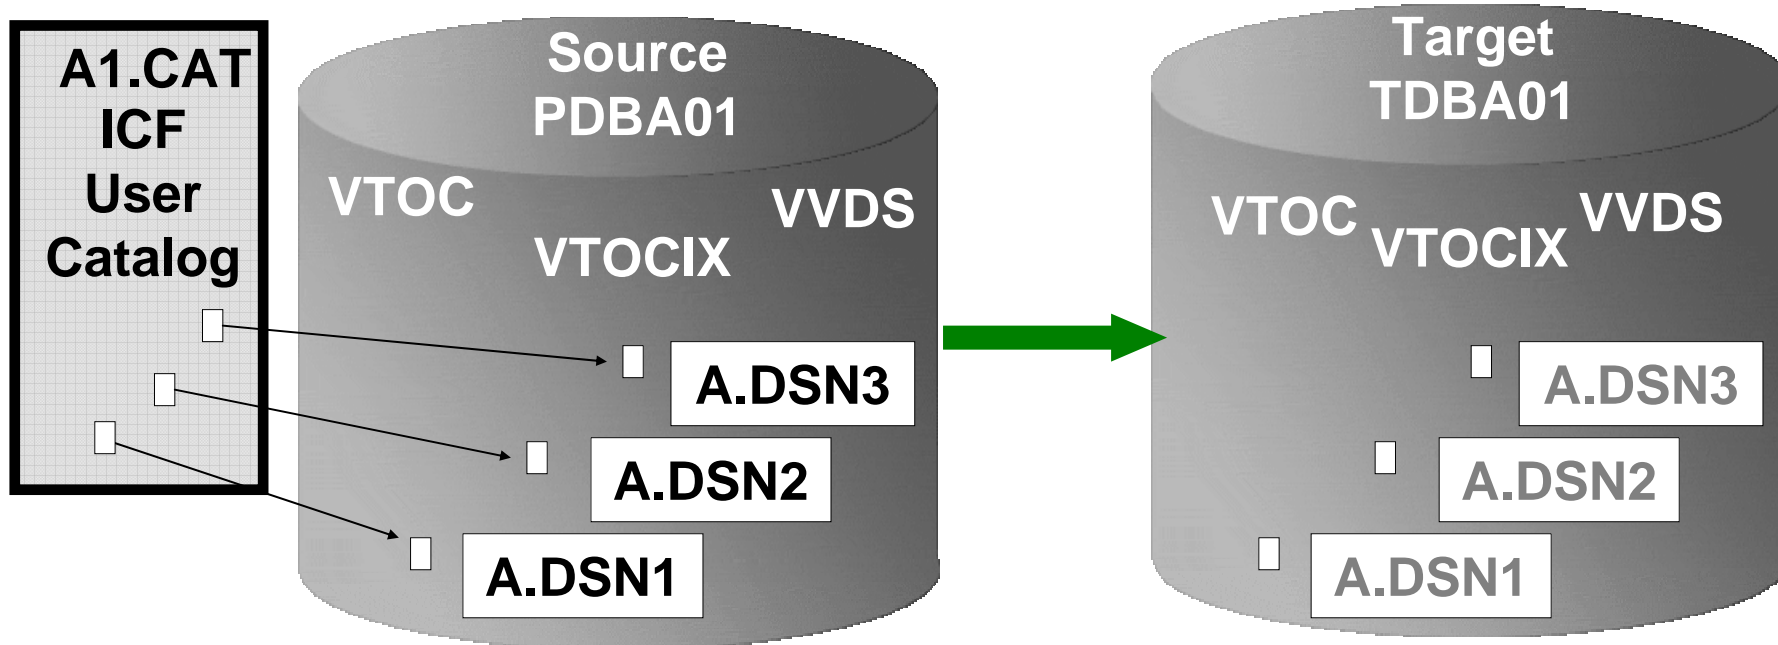 A1.CAT
ICF
User
Catalog
Source
PDBA01
VTOC
VVDS
VTOCIX
A.DSN3
A.DSN2
A.DSN1
Target
TDBA01
VTOC
VVDS
VTOCIX
A.DSN3
A.DSN2
A.DSN1